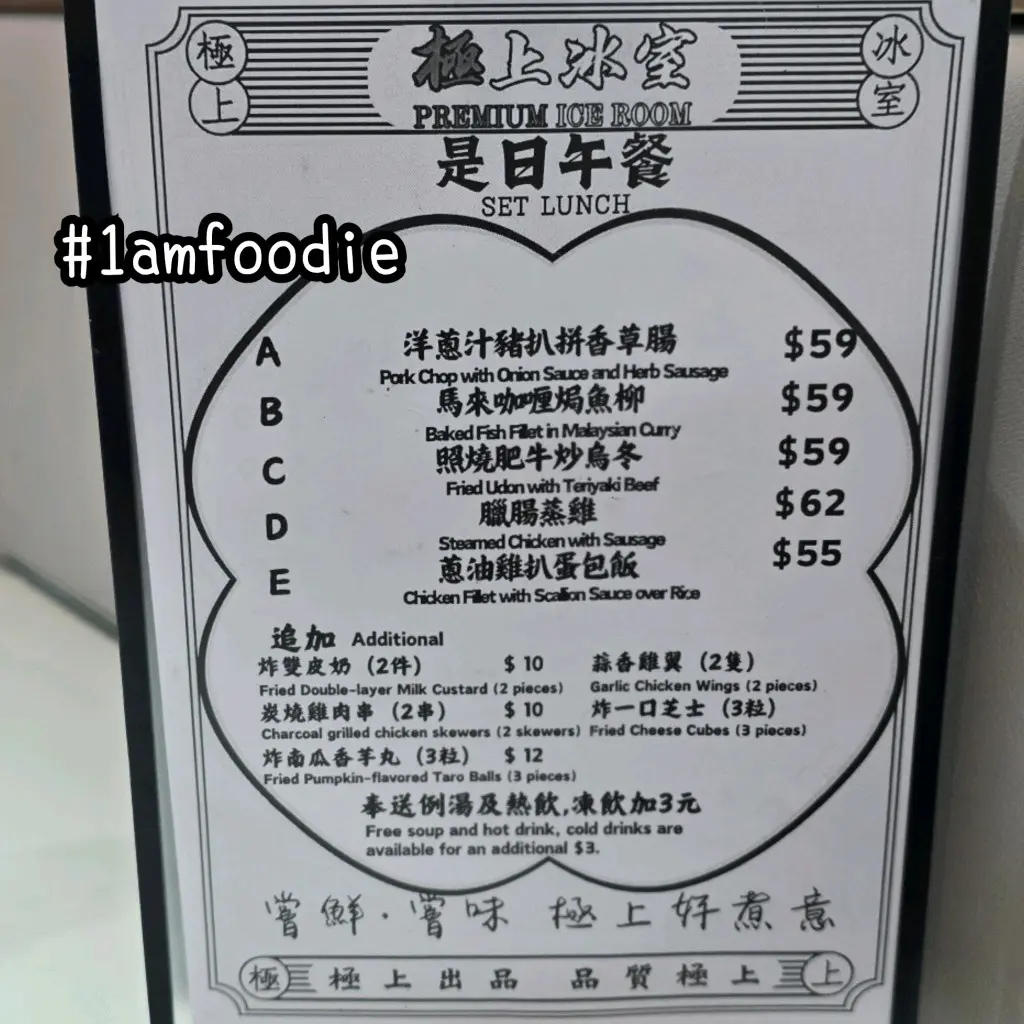 極上
極上冰室
冰室
PREMIUM ICE ROOM
是日午餐
SET LUNCH
#1amfoodie
A 洋蔥汁豬扒拼香草腸 $59
Pork Chop with Onion Sauce and Herb Sausage
B 馬來咖喱焗魚柳 $59
Baked Fish Fillet in Malaysian Curry
C 照燒肥牛炒烏冬 $59
Fried Udon with Teriyaki Beef
D 臘腸蒸雞 $62
Steamed Chicken with Sausage
E 蔥油雞扒蛋包飯 $55
Chicken Fillet with Scallion Sauce over Rice
追加 Additional
炸雙皮奶 (2件) $ 10 蒜香雞翼 (2隻)
Fried Double-layer Milk Custard (2 pieces) Garlic Chicken Wings (2 pieces)
炭燒雞肉串 (2串) $ 10 炸一口芝士 (3粒)
Charcoal grilled chicken skewers (2 skewers) Fried Cheese Cubes (3 pieces)
炸南瓜香芋丸 (3粒) $ 12
Fried Pumpkin-flavored Taro Balls (3 pieces)
奉送例湯及熱飲,凍飲加3元
Free soup and hot drink, cold drinks are
available for an additional $3.
嚐鮮·嚐味 極上好煮意
極 極上出品 品質極上 上